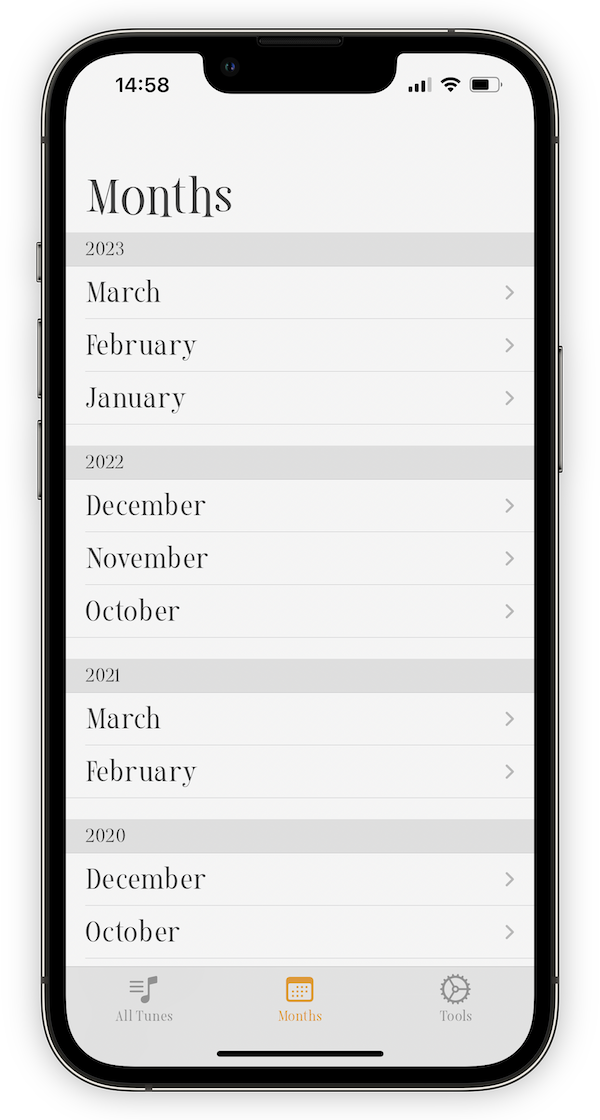 14:58
Months
2023
March
February
January
2022
December
November
October
2021
March
February
2020
December
October
All Tunes
Months
Tools